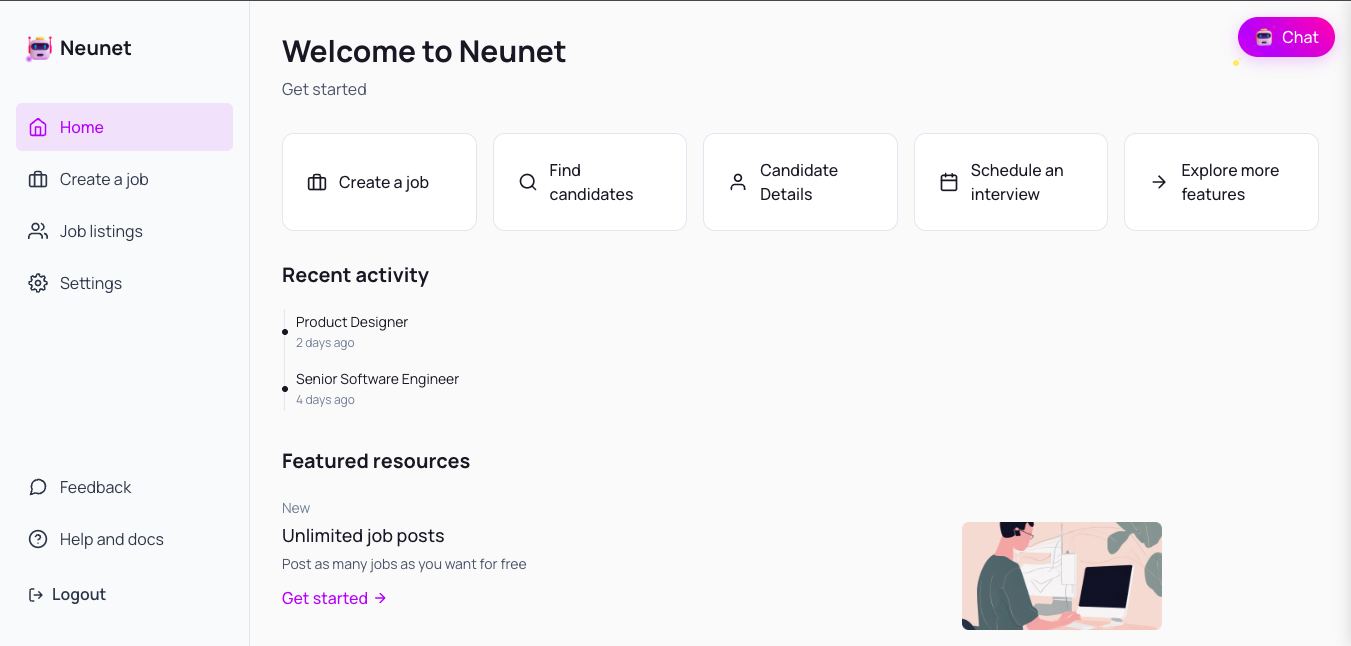 Neunet
Home
Create a job
Job listings
Settings
Feedback
Help and docs
Logout
Welcome to Neunet
Get started
Chat
Create a job
Find
candidates
Candidate
Details
Schedule an
interview
Explore more
features
Recent activity
Product Designer
2 days ago
Senior Software Engineer
4 days ago
Featured resources
New
Unlimited job posts
Post as many jobs as you want for free
Get started →